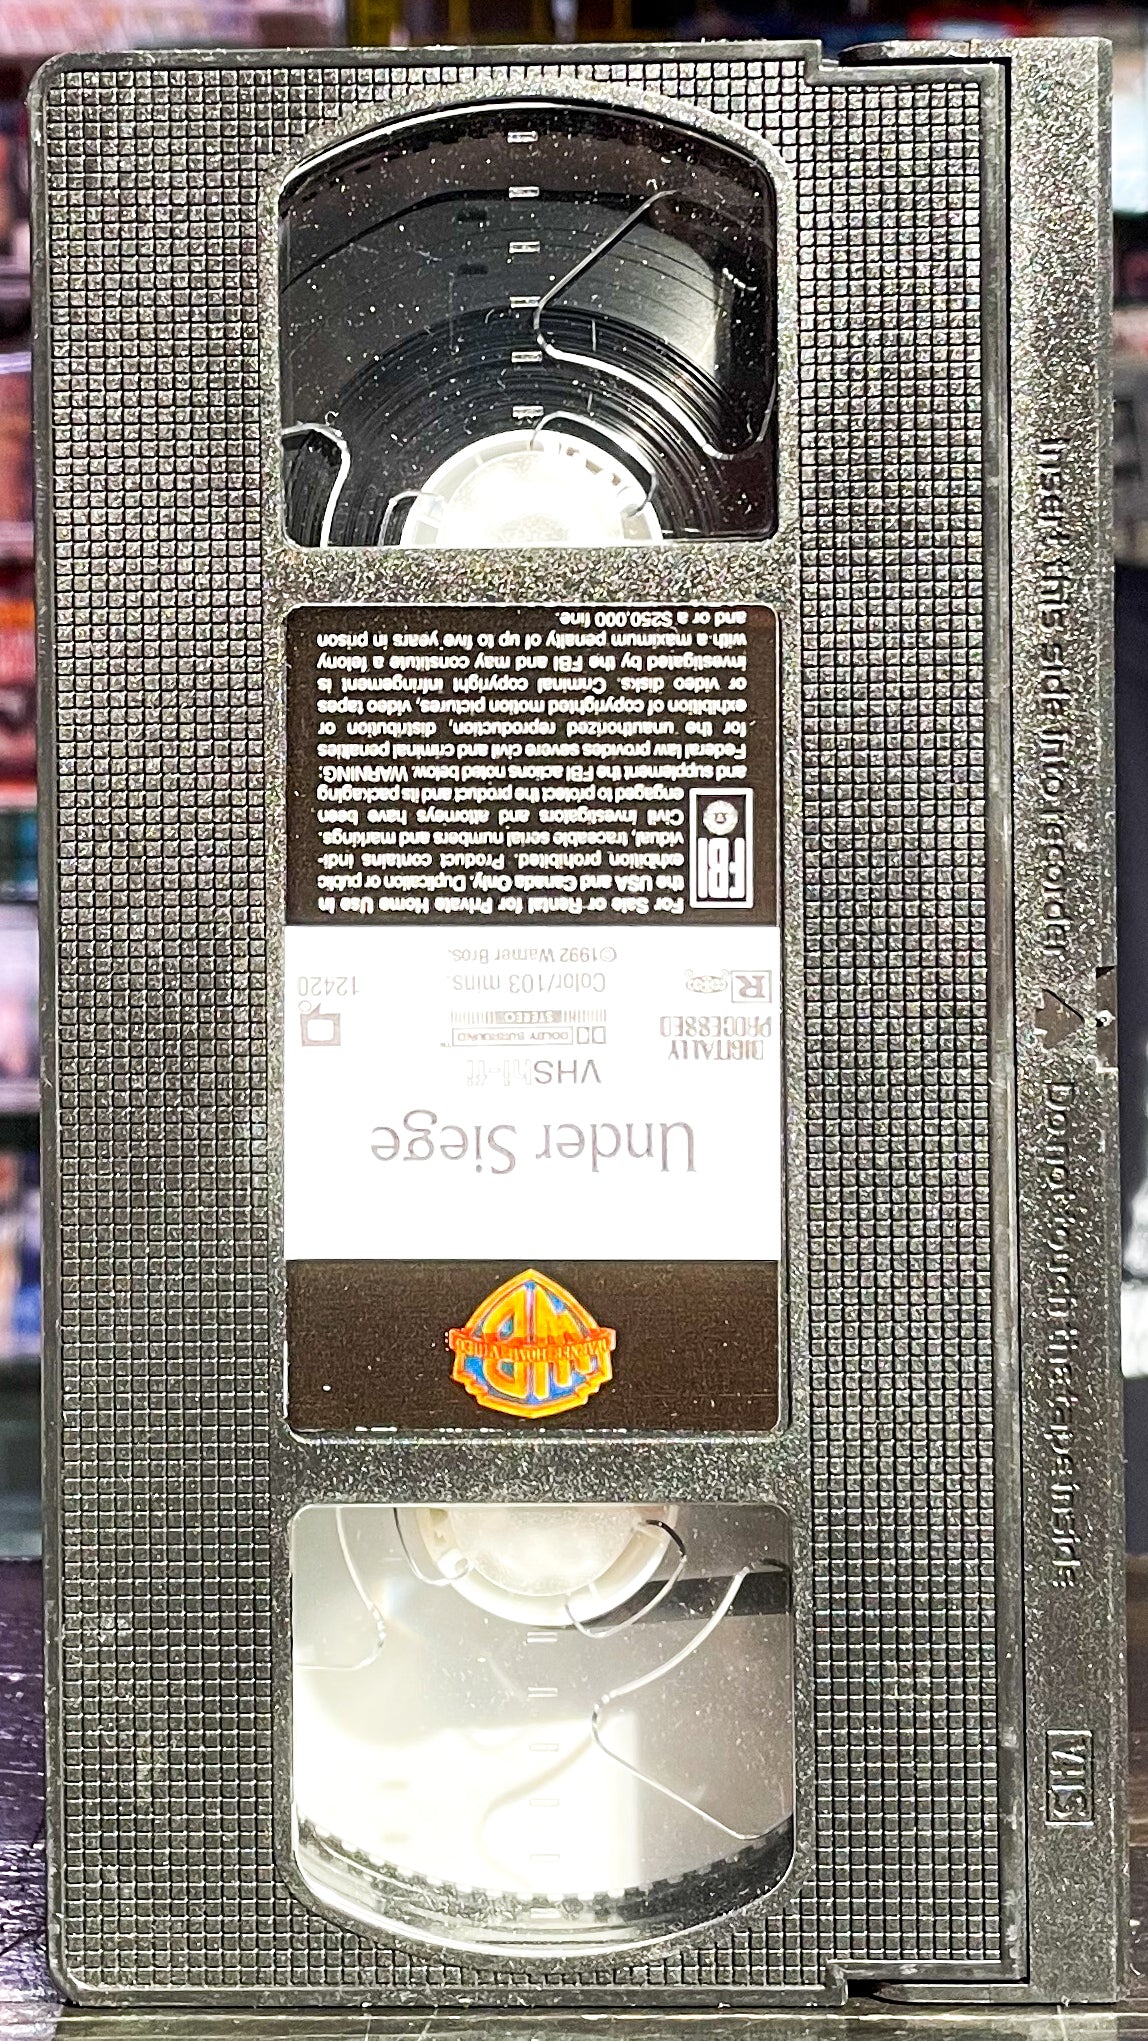 WARNER HOME VIDEO
Under Siege
VHS hi-fi
DIGITALLY
PROCESSED
DOLBY SURROUND™
STEREO
R
Color/103 mins.
12420
©1992 Warner Bros.
FBI
For Sale or Rental for Private Home Use in
the USA and Canada Only. Duplication or public
exhibition prohibited. Product contains indi-
vidual, traceable, serial numbers and markings.
Civil investigators and attorneys have been
engaged to protect the product and its packaging
and supplement the FBI actions noted below. WARNING:
Federal law provides severe civil and criminal penalties
for the unauthorized reproduction, distribution or
exhibition of copyrighted motion pictures, video tapes
or video disks. Criminal copyright infringement is
investigated by the FBI and may constitute a felony
with a maximum penalty of up to five years in prison
and or a $250,000 fine.
Insert this side into recorder
Do not touch the tape inside
VHS